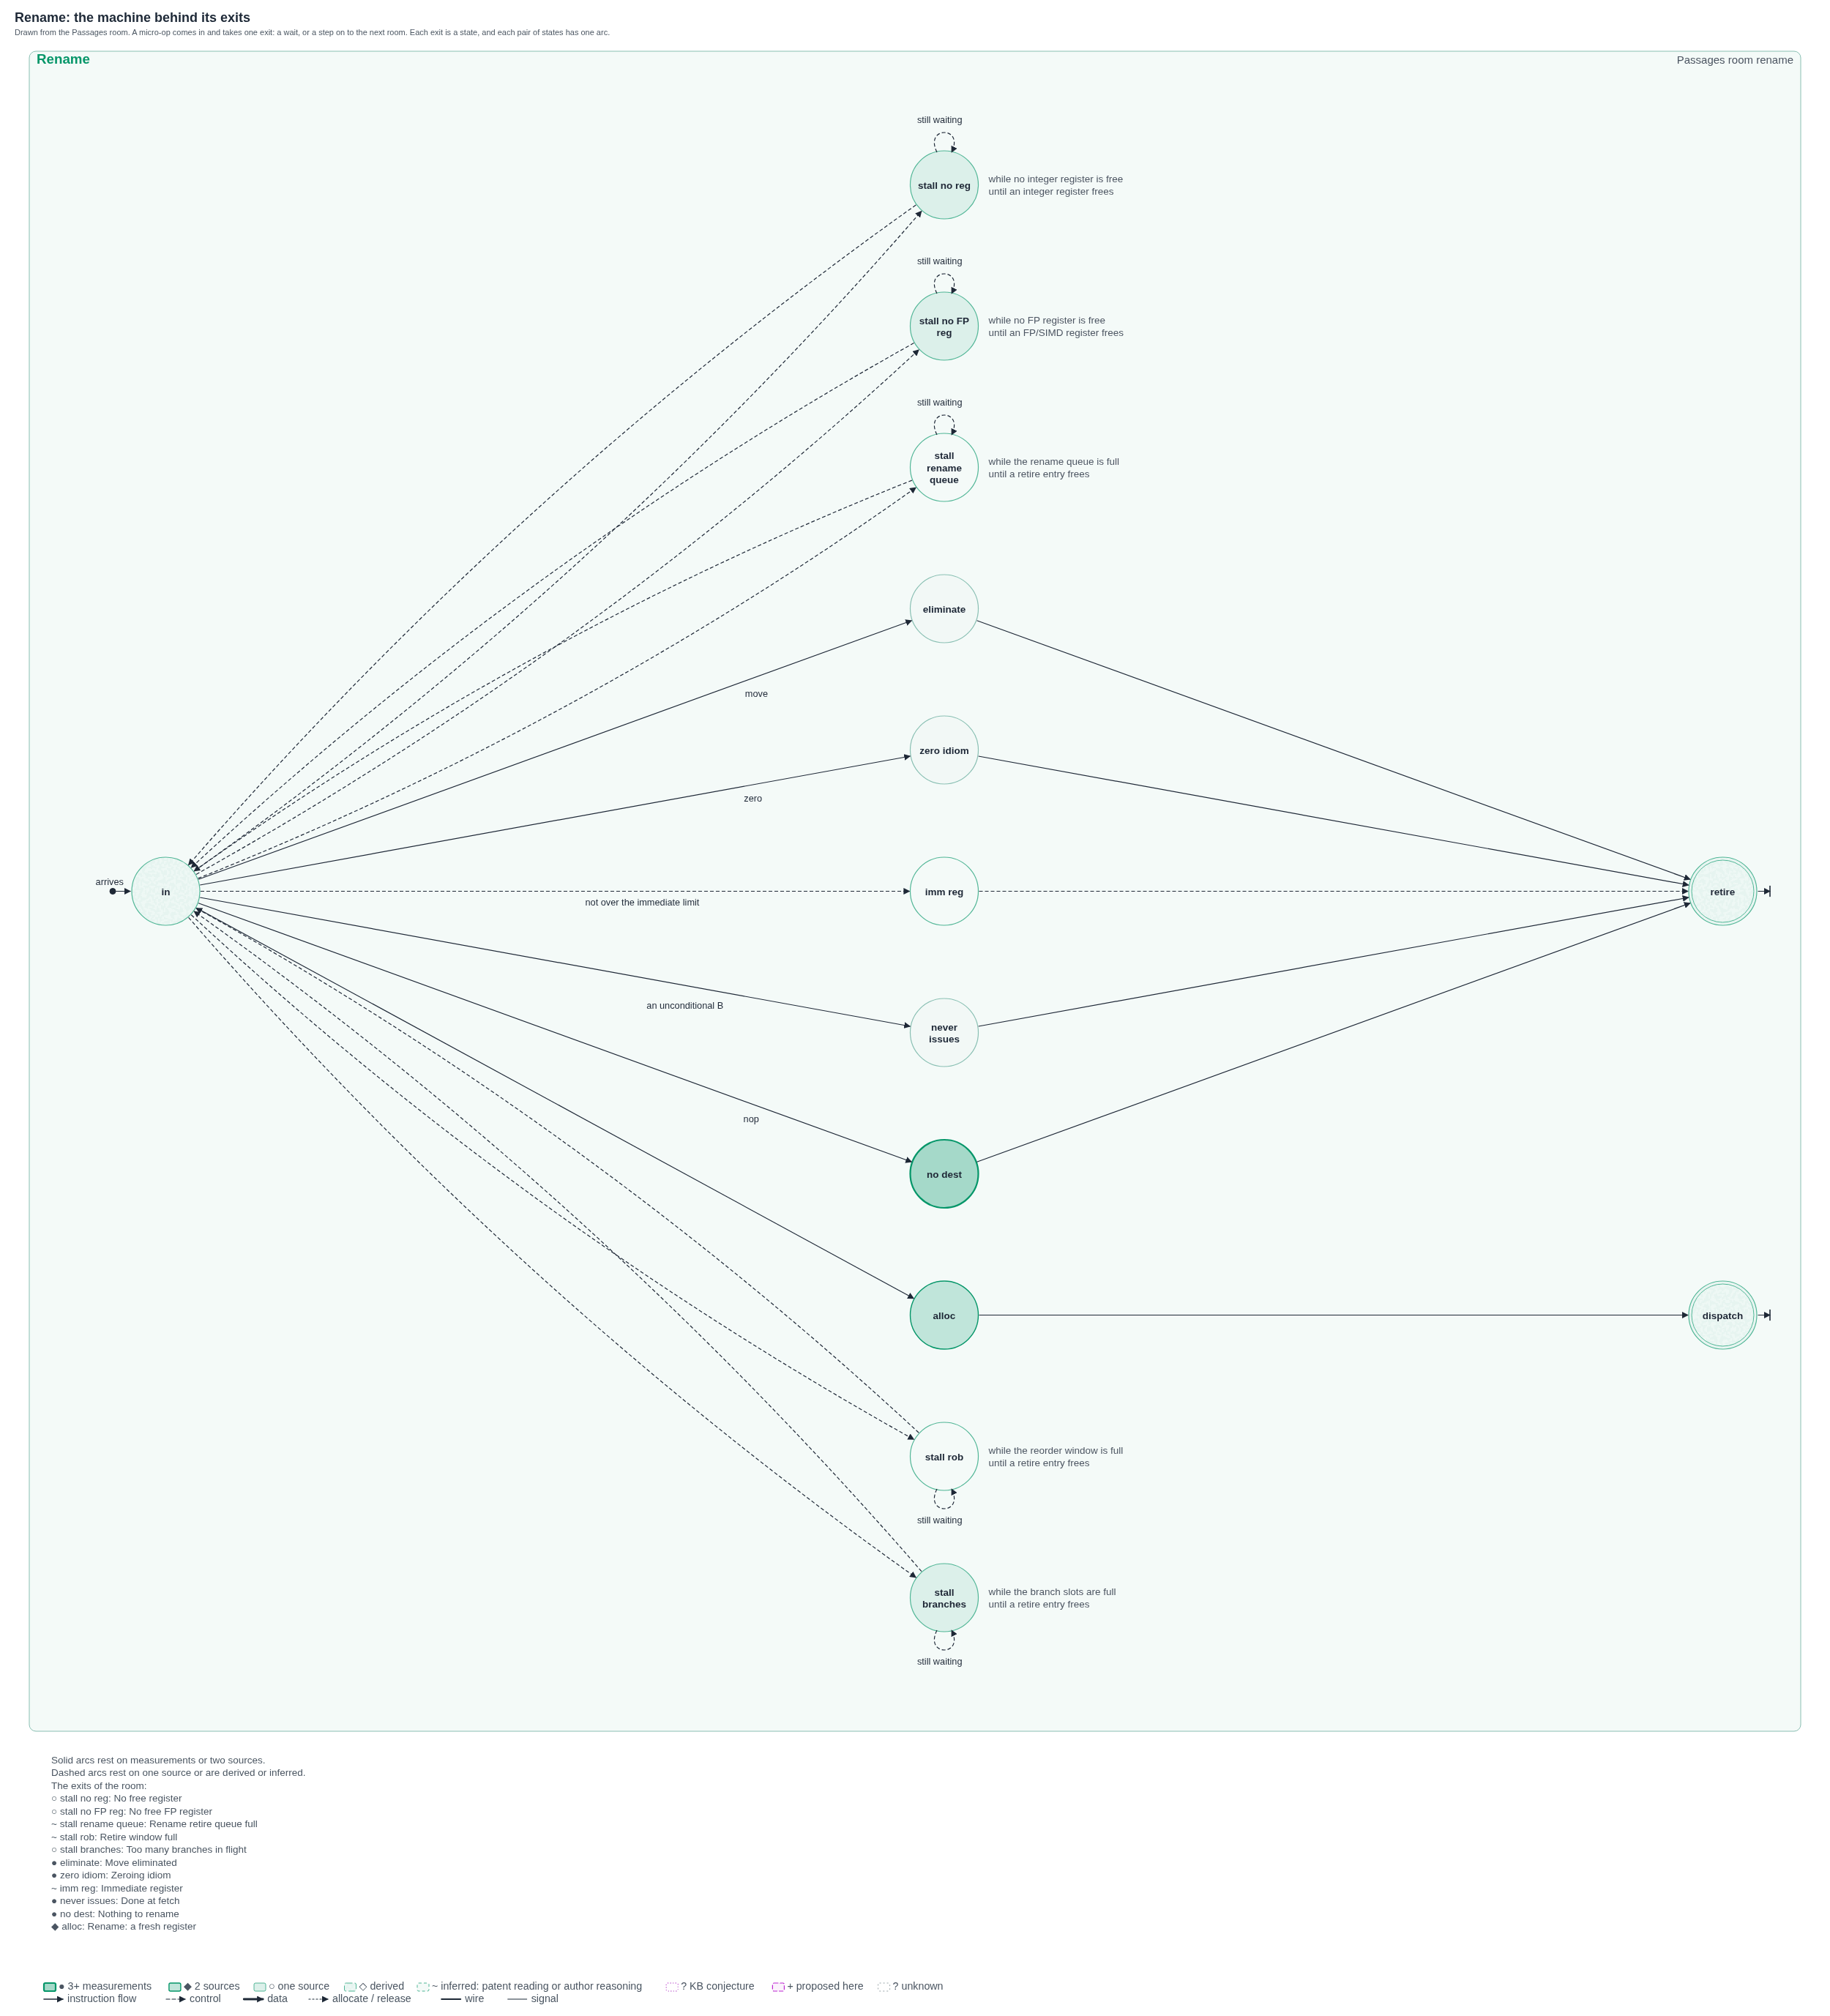 Rename: the machine behind its exits
Drawn from the Passages room. A micro-op comes in and takes one exit: a wait, or a step on to the next room. Each exit is a state, and each pair of states has one arc.
Rename
Passages room rename
still waiting
stall no reg
while no integer register is free
until an integer register frees
still waiting
stall no FP
reg
while no FP register is free
until an FP/SIMD register frees
still waiting
stall
rename
queue
while the rename queue is full
until a retire entry frees
eliminate
move
zero idiom
zero
arrives
in
imm reg
retire
not over the immediate limit
an unconditional B
never
issues
nop
no dest
alloc
dispatch
stall rob
while the reorder window is full
until a retire entry frees
still waiting
stall
branches
while the branch slots are full
until a retire entry frees
still waiting
Solid arcs rest on measurements or two sources.
Dashed arcs rest on one source or are derived or inferred.
The exits of the room:
○ stall no reg: No free register
○ stall no FP reg: No free FP register
~ stall rename queue: Rename retire queue full
~ stall rob: Retire window full
○ stall branches: Too many branches in flight
● eliminate: Move eliminated
● zero idiom: Zeroing idiom
~ imm reg: Immediate register
● never issues: Done at fetch
● no dest: Nothing to rename
◆ alloc: Rename: a fresh register
● 3+ measurements ◆ 2 sources ○ one source ◇ derived ~ inferred: patent reading or author reasoning ? KB conjecture + proposed here ? unknown
instruction flow control data allocate / release wire signal